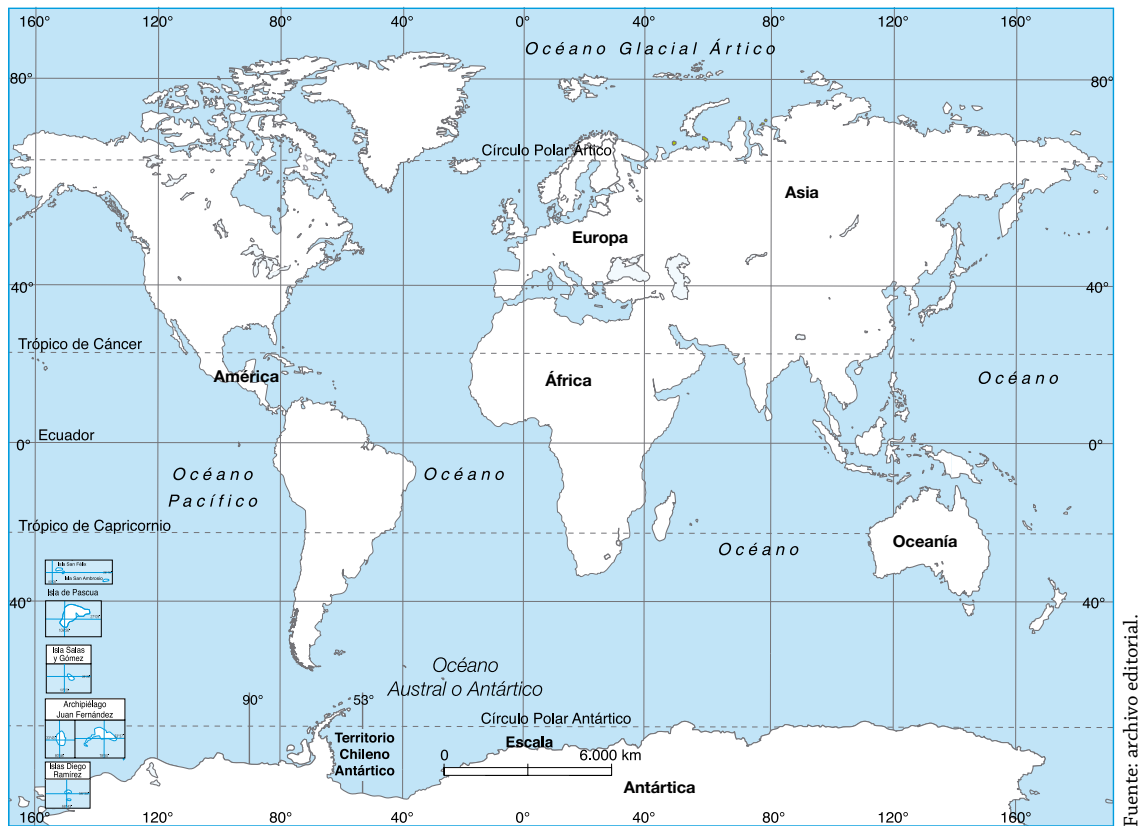 160° 120° 80° 40° 0° 40° 80° 120° 160°
Océano Glacial Ártico
80° 80°
Círculo Polar Ártico
Asia
Europa
40° 40°
Trópico de Cáncer
América
África
Océano
Ecuador
0° 0°
Océano
Pacífico
Océano
Trópico de Capricornio
Océano
Oceanía
Isla San Félix
Isla San Ambrosio
Isla de Pascua
40° 40°
Isla Salas
y Gómez
Océano
Austral o Antártico
90° 53°
Archipiélago
Juan Fernández
Círculo Polar Antártico
Territorio
Chileno
Antártico
Escala
0 6.000 km
Islas Diego
Ramírez
Antártica
160° 120° 80° 40° 0° 40° 80° 120° 160°
Fuente: archivo editorial.